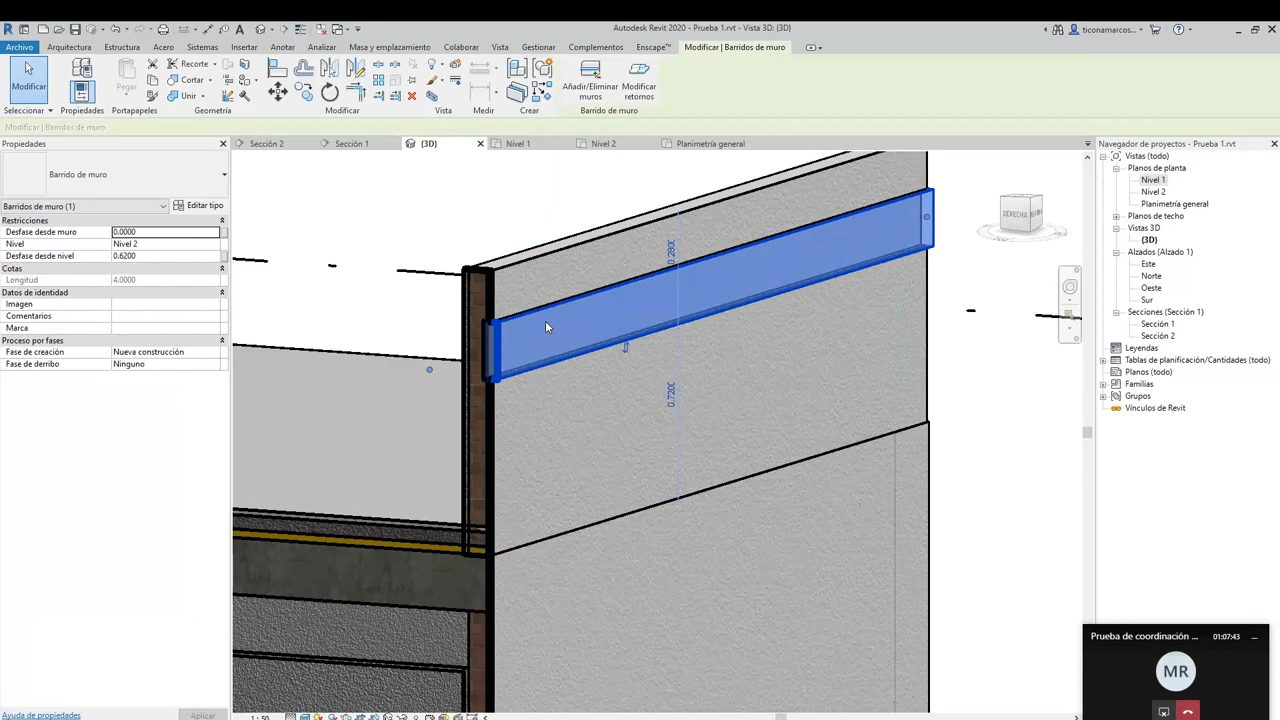 Autodesk Revit 2020 - Prueba 1.rvt - Vista 3D: {3D}
ticonamarcos...
Archivo Arquitectura Estructura Acero Sistemas Insertar Anotar Analizar Masa y emplazamiento Colaborar Vista Gestionar Complementos Enscape™ Modificar | Barridos de muro
Modificar
Pegar
Recorte
Cortar
Unir
Añadir/Eliminar muros
Modificar retornos
Seleccionar Propiedades Portapapeles Geometría Modificar Vista Medir Crear Barrido de muro
Modificar | Barridos de muro
Propiedades
Barrido de muro
Barridos de muro (1)
Editar tipo
Restricciones
Desfase desde muro 0.0000
Nivel Nivel 2
Desfase desde nivel 0.6200
Cotas
Longitud 4.0000
Datos de identidad
Imagen
Comentarios
Marca
Proceso por fases
Fase de creación Nueva construcción
Fase de derribo Ninguno
Ayuda de propiedades
Aplicar
Sección 2
Sección 1
{3D}
Nivel 1
Nivel 2
Planimetría general
0.2800
0.7200
DERECHA
1 : 50
Navegador de proyectos - Prueba 1.rvt
Vistas (todo)
Planos de planta
Nivel 1
Nivel 2
Planimetría general
Planos de techo
Vistas 3D
{3D}
Alzados (Alzado 1)
Este
Norte
Oeste
Sur
Secciones (Sección 1)
Sección 1
Sección 2
Leyendas
Tablas de planificación/Cantidades (todo)
Planos (todo)
Familias
Grupos
Vínculos de Revit
Prueba de coordinación ...
01:07:43
MR